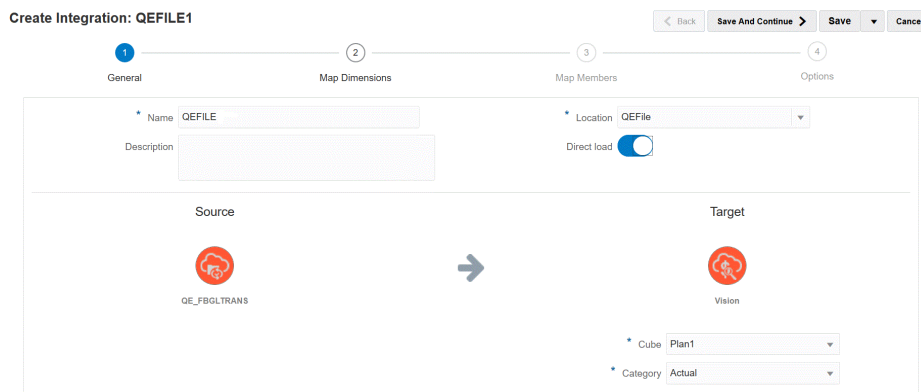 Create Integration: QEFILE1
Back Save And Continue Save Cance
1 2 3 4
General Map Dimensions Map Members Options
* Name QEFILE * Location QEFile
Description Direct load
Source Target
QE_FBGLTRANS Vision
* Cube Plan1
* Category Actual